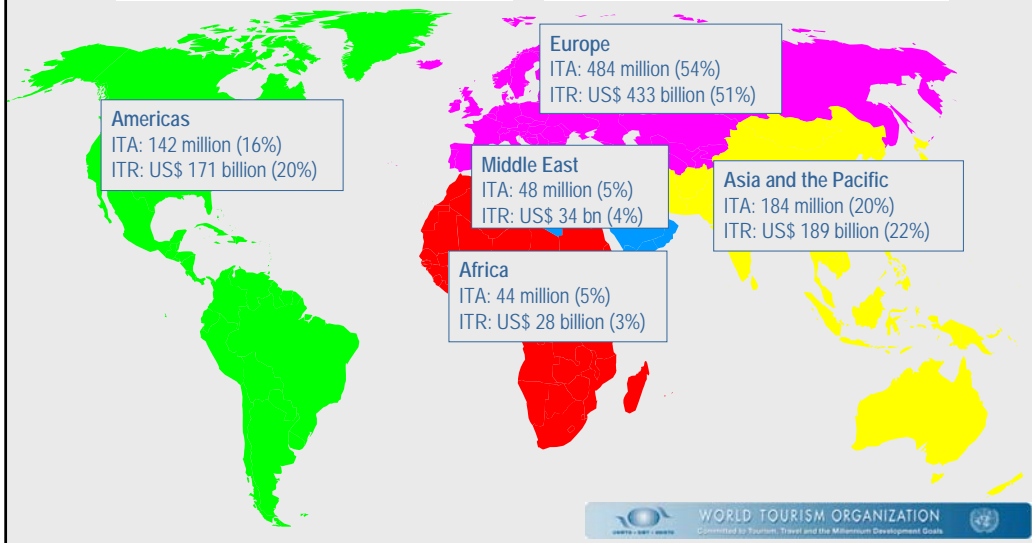 Europe
ITA: 484 million (54%)
ITR: US$ 433 billion (51%)
Americas
ITA: 142 million (16%)
ITR: US$ 171 billion (20%)
Middle East
ITA: 48 million (5%)
ITR: US$ 34 bn (4%)
Asia and the Pacific
ITA: 184 million (20%)
ITR: US$ 189 billion (22%)
Africa
ITA: 44 million (5%)
ITR: US$ 28 billion (3%)
WORLD TOURISM ORGANIZATION
Committed to Tourism, Travel and the Millennium Development Goals